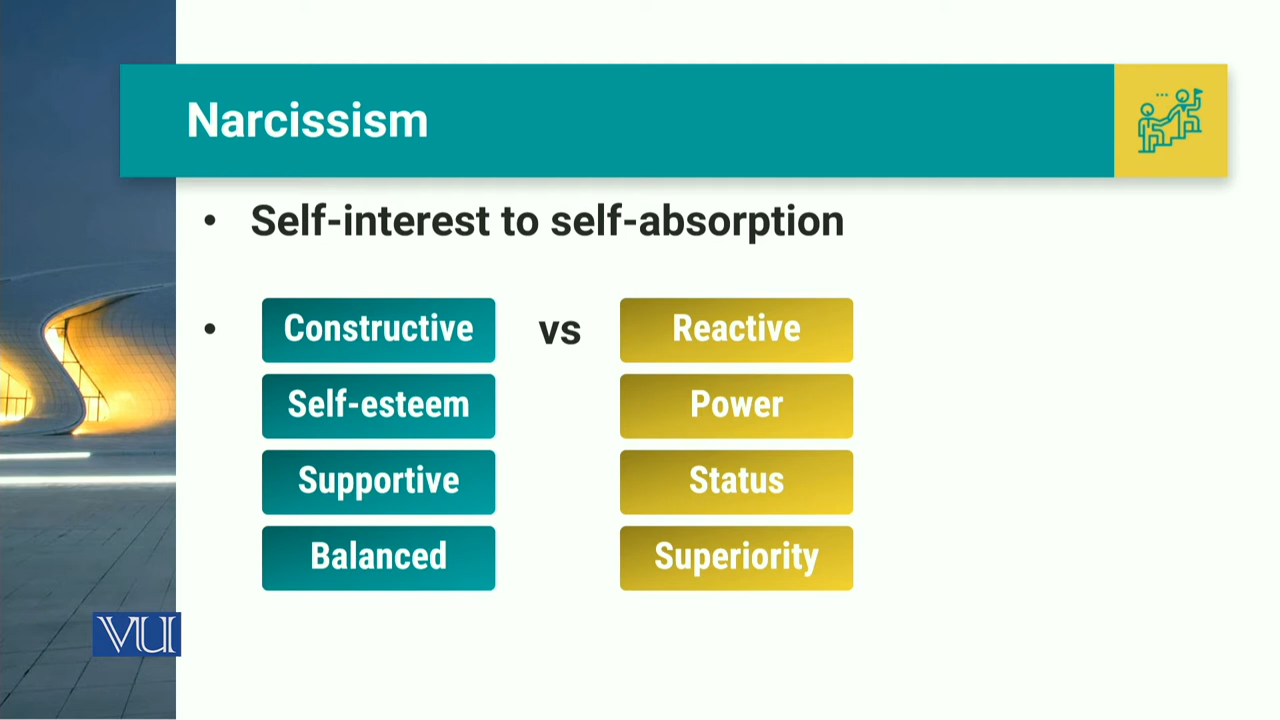 Narcissism
• Self-interest to self-absorption
• Constructive vs Reactive
Self-esteem Power
Supportive Status
Balanced Superiority
VU